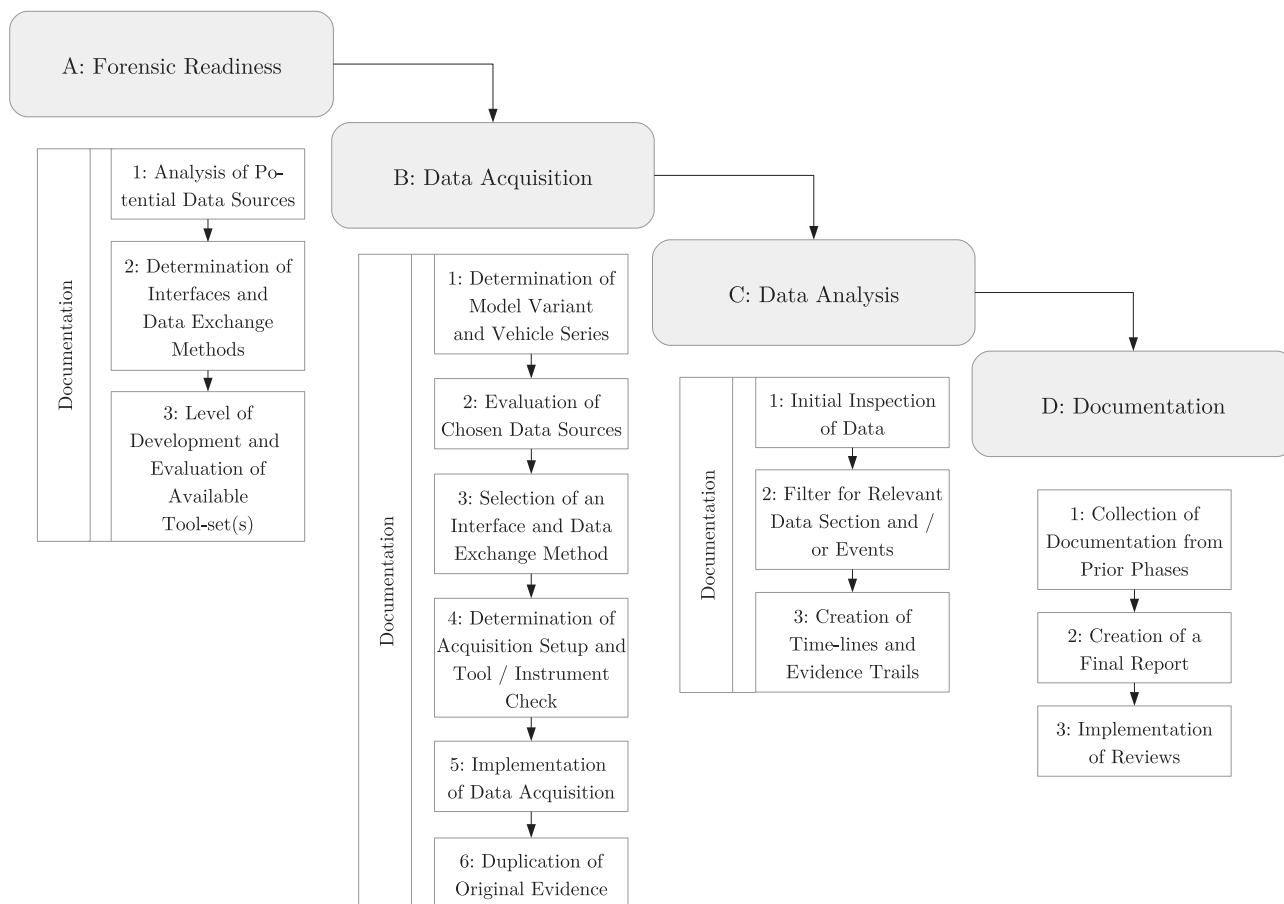 A: Forensic Readiness
Documentation
1: Analysis of Po-
tential Data Sources
2: Determination of
Interfaces and
Data Exchange
Methods
3: Level of
Development and
Evaluation of
Available
Tool-set(s)
B: Data Acquisition
Documentation
1: Determination of
Model Variant
and Vehicle Series
2: Evaluation of
Chosen Data Sources
3: Selection of an
Interface and Data
Exchange Method
4: Determination of
Acquisition Setup and
Tool / Instrument
Check
5: Implementation
of Data Acquisition
6: Duplication of
Original Evidence
C: Data Analysis
Documentation
1: Initial Inspection
of Data
2: Filter for Relevant
Data Section and /
or Events
3: Creation of
Time-lines and
Evidence Trails
D: Documentation
1: Collection of
Documentation from
Prior Phases
2: Creation of a
Final Report
3: Implementation
of Reviews